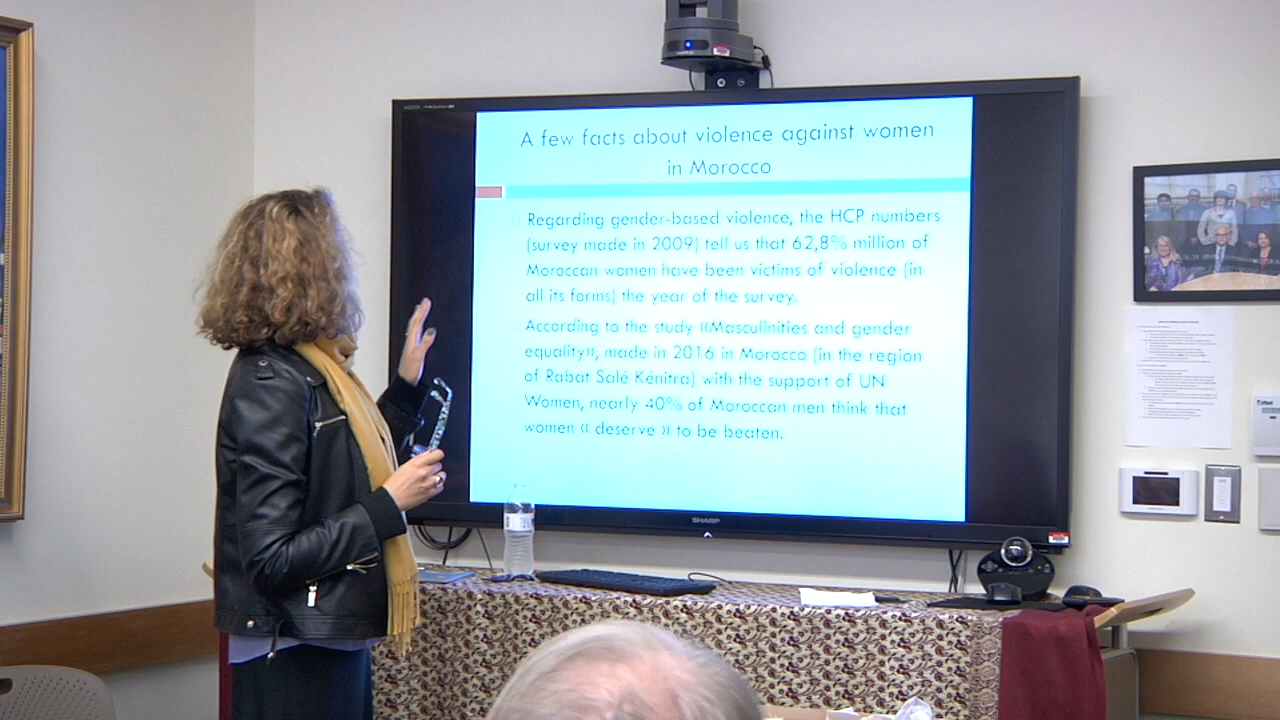 A few facts about violence against women
in Morocco
Regarding gender-based violence, the HCP numbers
(survey made in 2009) tell us that 62,8% million of
Moroccan women have been victims of violence (in
all its forms) the year of the survey.
According to the study «Masculinities and gender
equality», made in 2016 in Morocco (in the region
of Rabat Sale Kenitra) with the support of UN
Women, nearly 40% of Moroccan men think that
women « deserve » to be beaten.
SHARP